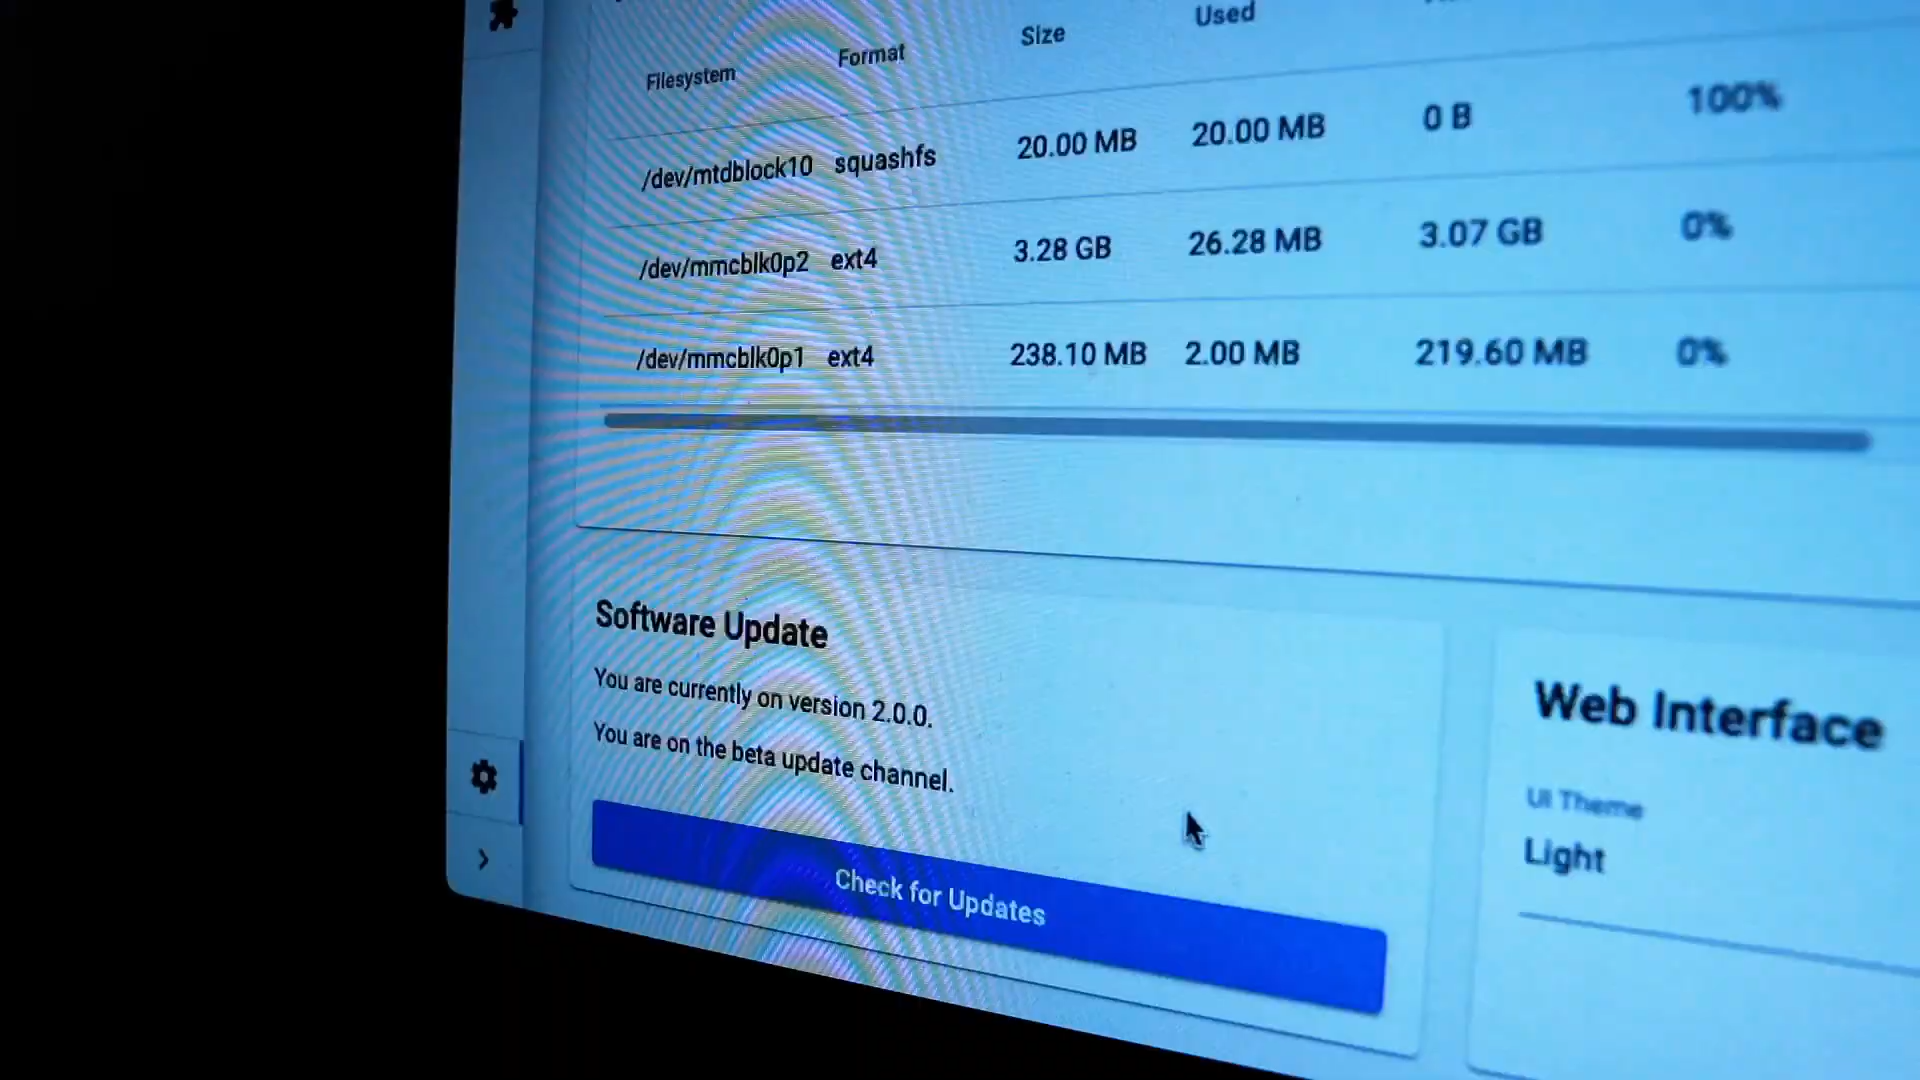 Filesystem Format Size Used
/dev/mtdblock10 squashfs 20.00 MB 20.00 MB 0 B 100%
/dev/mmcblk0p2 ext4 3.28 GB 26.28 MB 3.07 GB 0%
/dev/mmcblk0p1 ext4 238.10 MB 2.00 MB 219.60 MB 0%
Software Update
You are currently on version 2.0.0.
You are on the beta update channel.
Check for Updates
Web Interface
UI Theme
Light